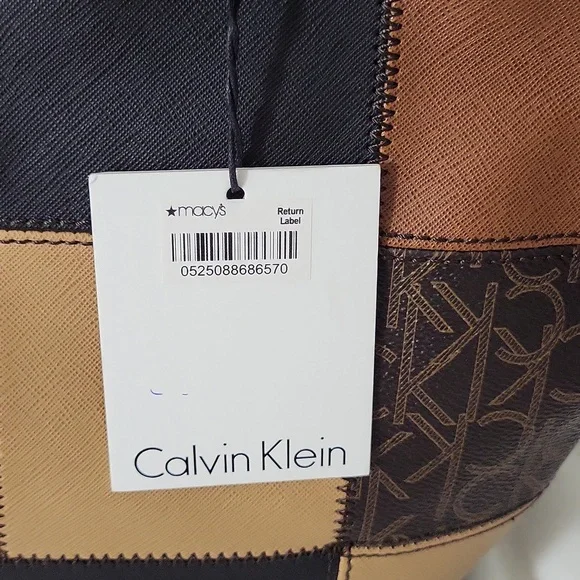 ★macy's
Return
Label
0525088686570
Calvin Klein